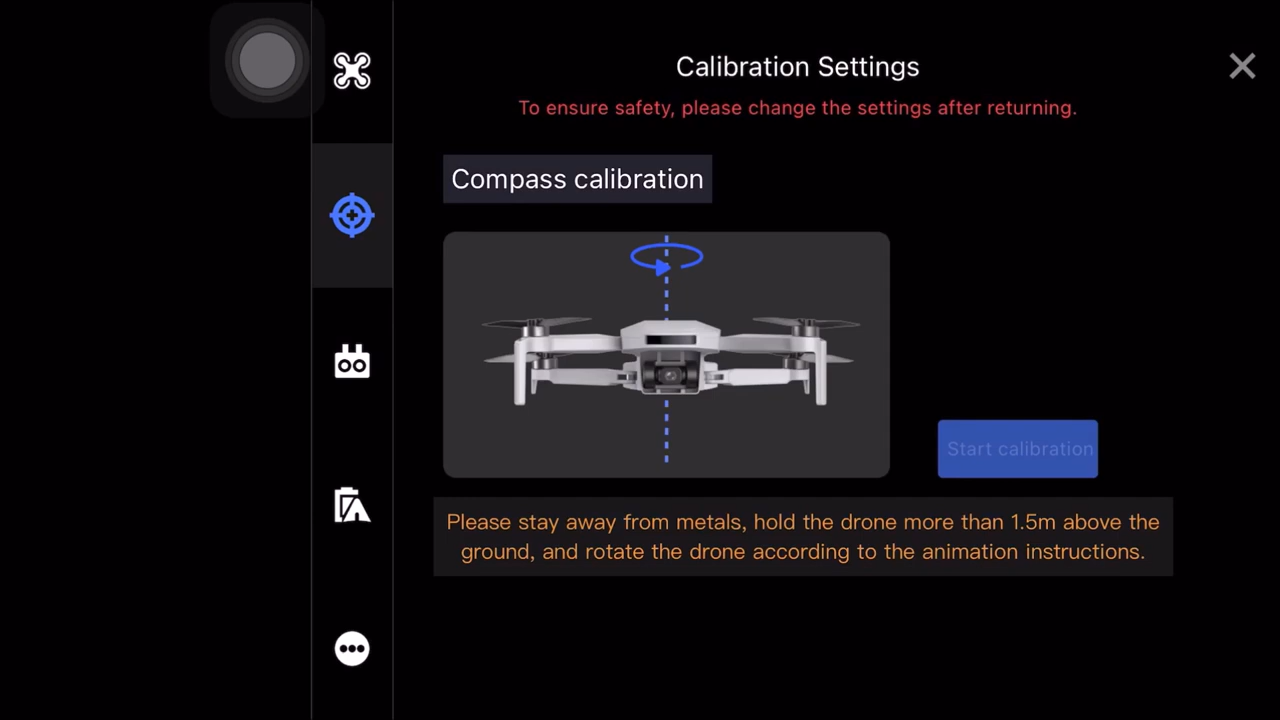 Calibration Settings
To ensure safety, please change the settings after returning.
Compass calibration
Start calibration
Please stay away from metals, hold the drone more than 1.5m above the
ground, and rotate the drone according to the animation instructions.